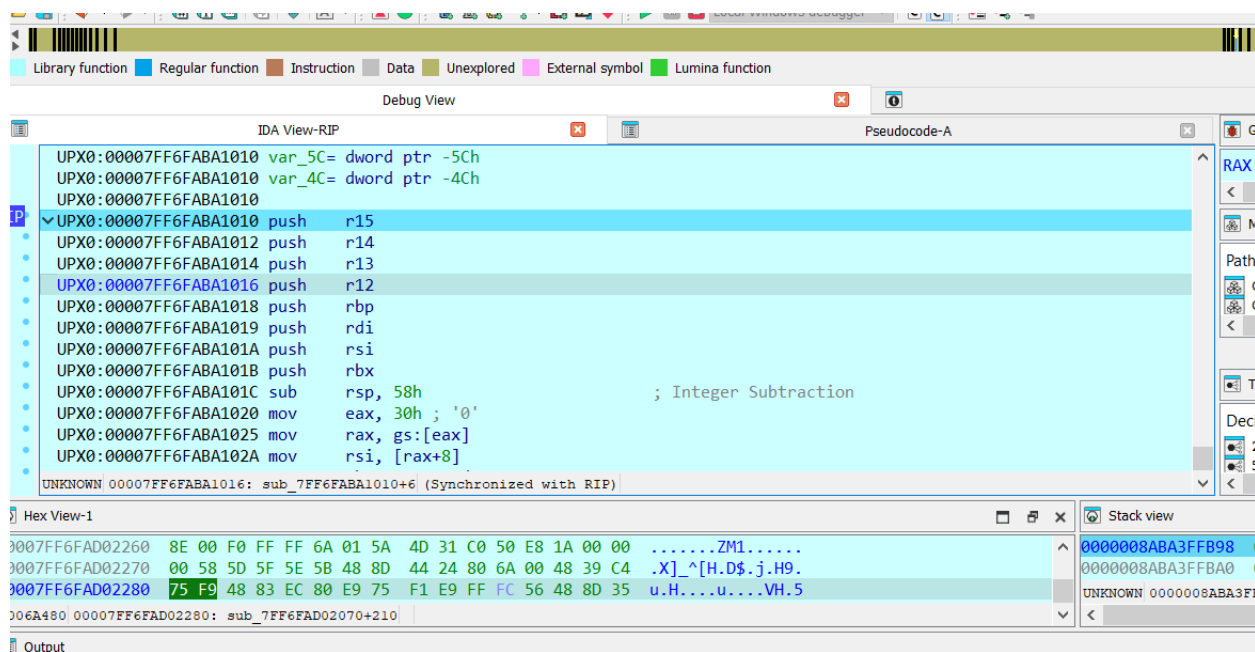 Local Windows debugger
Library function Regular function Instruction Data Unexplored External symbol Lumina function
Debug View
IDA View-RIP Pseudocode-A
UPX0:00007FF6FABA1010 var_5C= dword ptr -5Ch
UPX0:00007FF6FABA1010 var_4C= dword ptr -4Ch
UPX0:00007FF6FABA1010
UPX0:00007FF6FABA1010 push r15
UPX0:00007FF6FABA1012 push r14
UPX0:00007FF6FABA1014 push r13
UPX0:00007FF6FABA1016 push r12
UPX0:00007FF6FABA1018 push rbp
UPX0:00007FF6FABA1019 push rdi
UPX0:00007FF6FABA101A push rsi
UPX0:00007FF6FABA101B push rbx
UPX0:00007FF6FABA101C sub rsp, 58h ; Integer Subtraction
UPX0:00007FF6FABA1020 mov eax, 30h ; '0'
UPX0:00007FF6FABA1025 mov rax, gs:[eax]
UPX0:00007FF6FABA102A mov rsi, [rax+8]
UNKNOWN 00007FF6FABA1016: sub_7FF6FABA1010+6 (Synchronized with RIP)
RAX
Path
Hex View-1
0007FF6FAD02260 8E 00 F0 FF FF 6A 01 5A 4D 31 C0 50 E8 1A 00 00 .......ZM1......
0007FF6FAD02270 00 58 5D 5F 5E 5B 48 8D 44 24 80 6A 00 48 39 C4 .X]_^[H.D$.j.H9.
0007FF6FAD02280 75 F9 48 83 EC 80 E9 75 F1 E9 FF FC 56 48 8D 35 u.H....u....VH.5
006A480 00007FF6FAD02280: sub_7FF6FAD02070+210
Stack view
0000008ABA3FFB98
0000008ABA3FFBA0
UNKNOWN 0000008ABA3F
Output